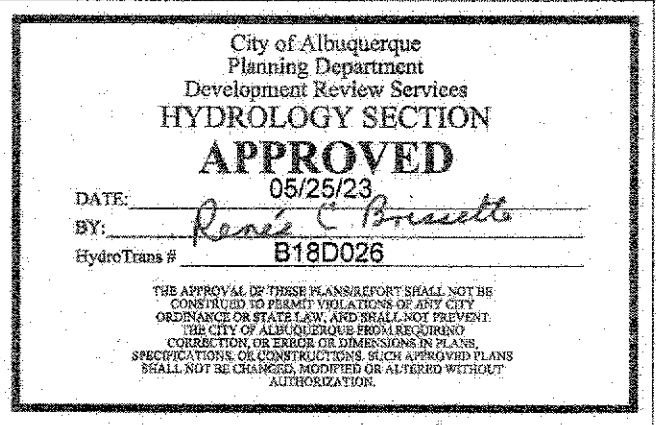 City of Albuquerque
Planning Department
Development Review Services
HYDROLOGY SECTION
APPROVED
DATE: 05/25/23
BY: Reneé C Brissette
HydroTrans # B18D026
THE APPROVAL OF THESE PLANS/REPORT SHALL NOT BE
CONSTRUED TO PERMIT VIOLATIONS OF ANY CITY
ORDINANCE OR STATE LAW, AND SHALL NOT PREVENT
THE CITY OF ALBUQUERQUE FROM REQUIRING
CORRECTION, OR ERROR OR DIMENSIONS IN PLANS,
SPECIFICATIONS, OR CONSTRUCTIONS. SUCH APPROVED PLANS
SHALL NOT BE CHANGED, MODIFIED OR ALTERED WITHOUT
AUTHORIZATION.